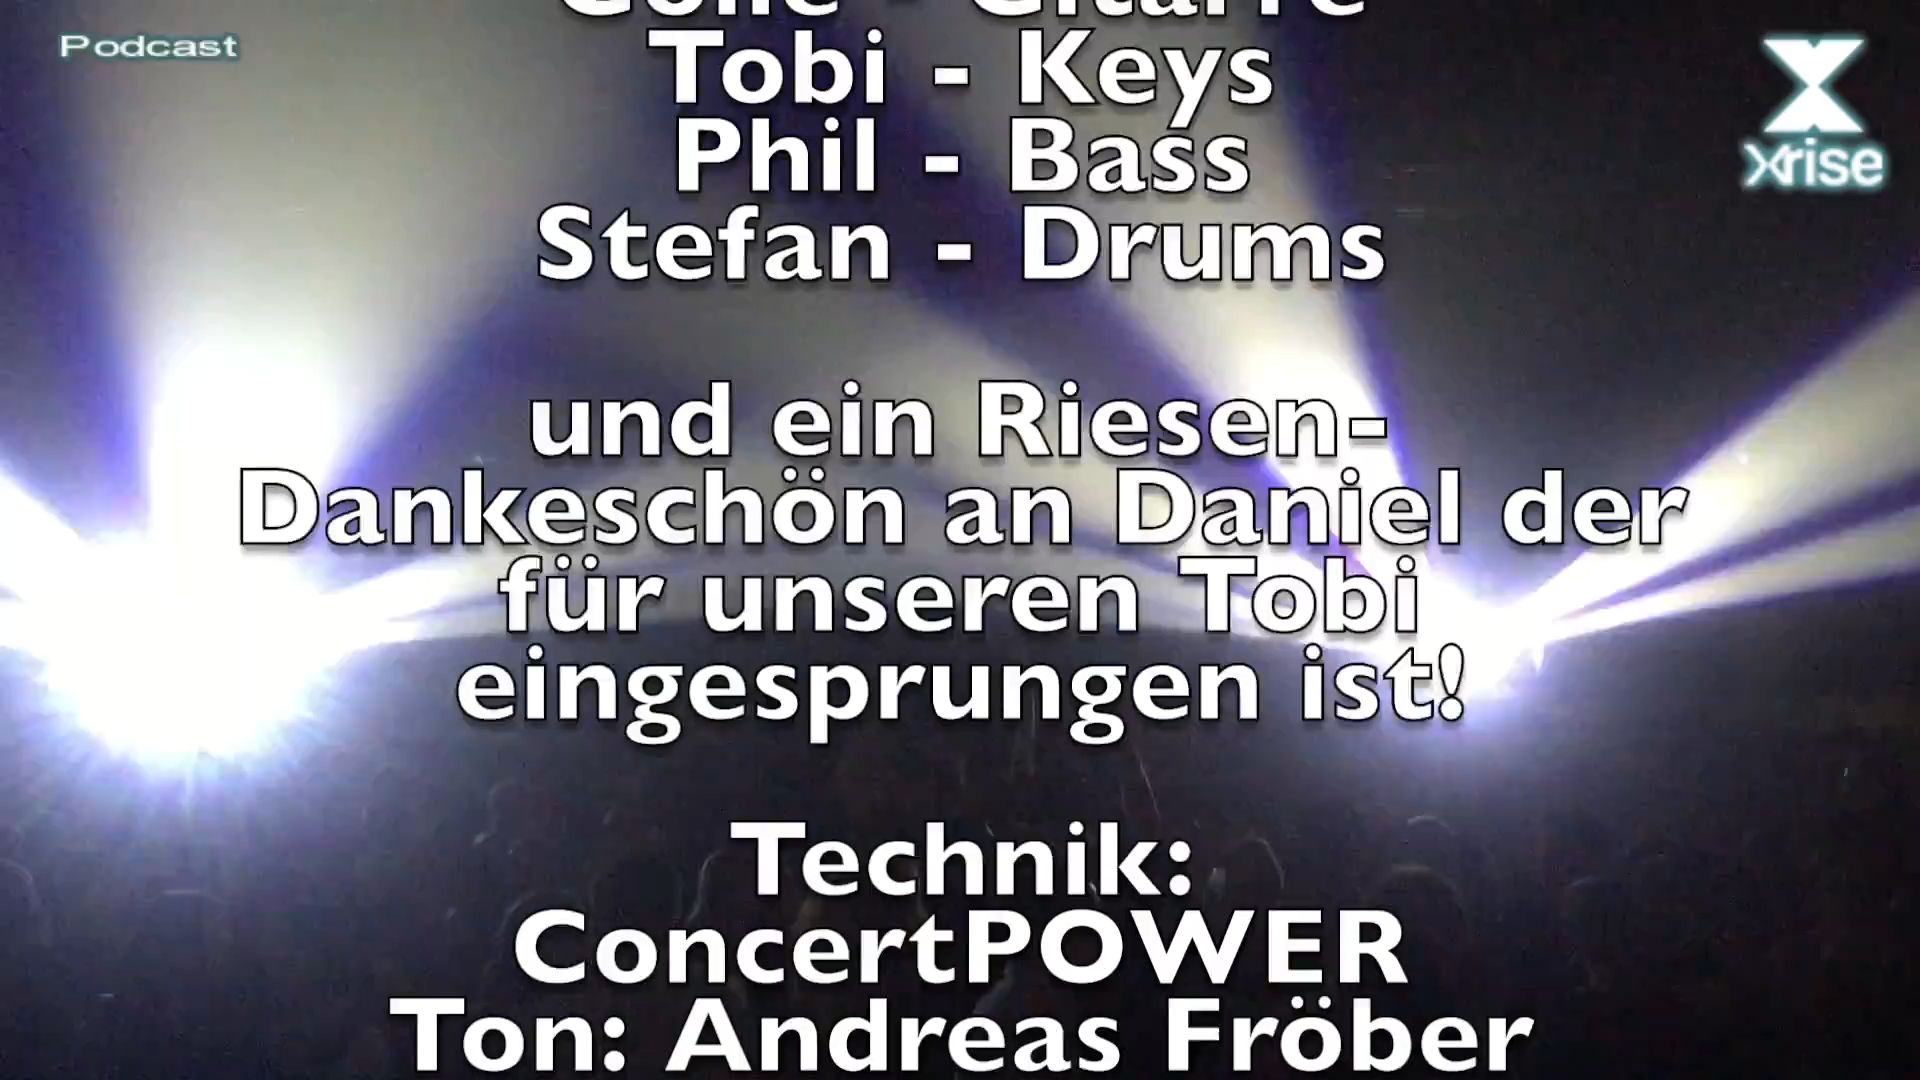 Podcast
Xrise
- Gitarre
Tobi - Keys
Phil - Bass
Stefan - Drums
und ein Riesen-
Dankeschön an Daniel der
für unseren Tobi
eingesprungen ist!
Technik:
ConcertPOWER
Ton: Andreas Fröber